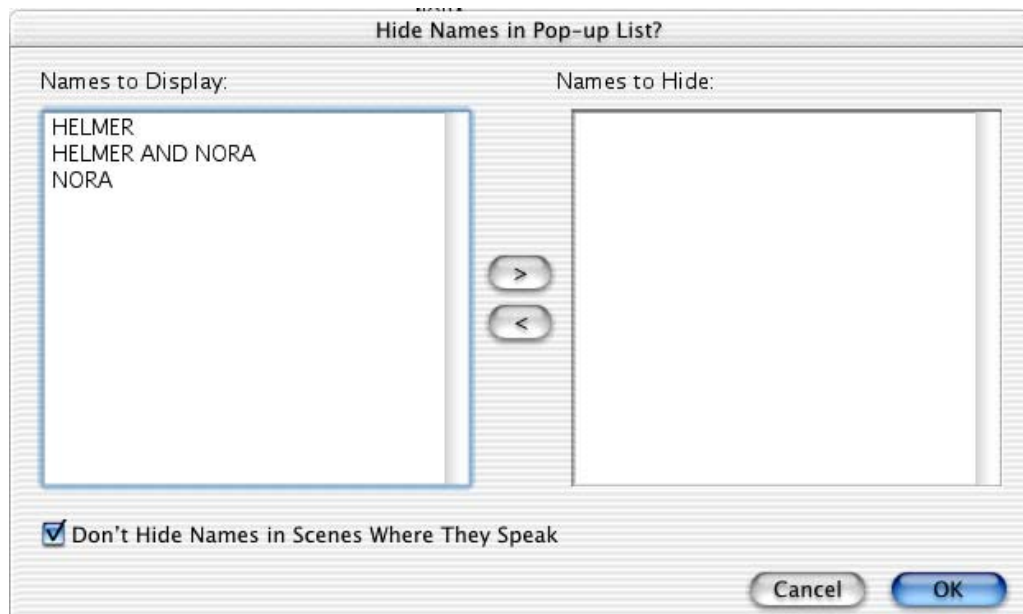 Hide Names in Pop-up List?
Names to Display:
Names to Hide:
HELMER
HELMER AND NORA
NORA
>
<
Don't Hide Names in Scenes Where They Speak
Cancel
OK